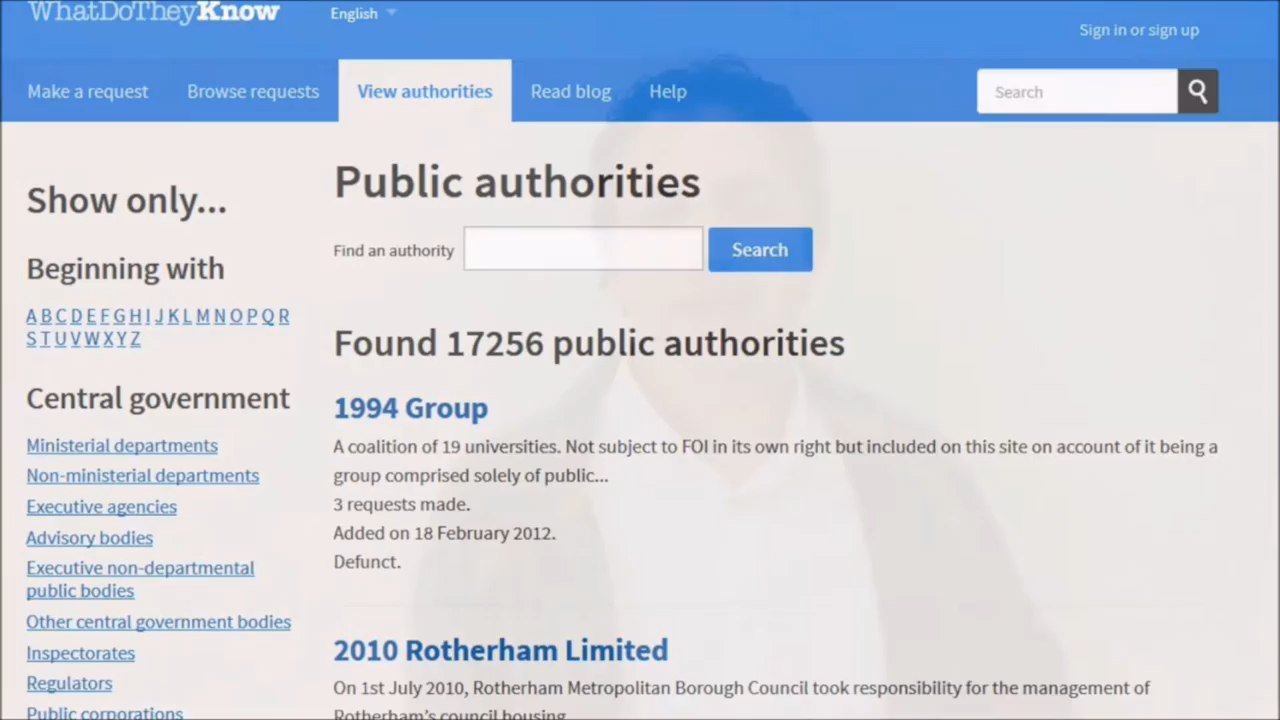 WhatDoTheyKnow
English
Sign in or sign up
Make a request
Browse requests
View authorities
Read blog
Help
Search
Show only...
Beginning with
A B C D E F G H I J K L M N O P Q R
S T U V W X Y Z
Central government
Ministerial departments
Non-ministerial departments
Executive agencies
Advisory bodies
Executive non-departmental
public bodies
Other central government bodies
Inspectorates
Regulators
Public corporations
Public authorities
Find an authority
Search
Found 17256 public authorities
1994 Group
A coalition of 19 universities. Not subject to FOI in its own right but included on this site on account of it being a
group comprised solely of public...
3 requests made.
Added on 18 February 2012.
Defunct.
2010 Rotherham Limited
On 1st July 2010, Rotherham Metropolitan Borough Council took responsibility for the management of
Rotherham's council housing